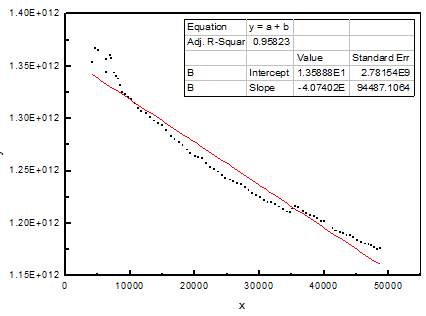 1.40E+012
1.35E+012
1.30E+012
1.25E+012
1.20E+012
1.15E+012
Equation y = a + b
Adj. R-Squar 0.95823
Value Standard Err
B Intercept 1.35888E1 2.78154E9
B Slope -4.07402E 94487.1064
0 10000 20000 30000 40000 50000
x